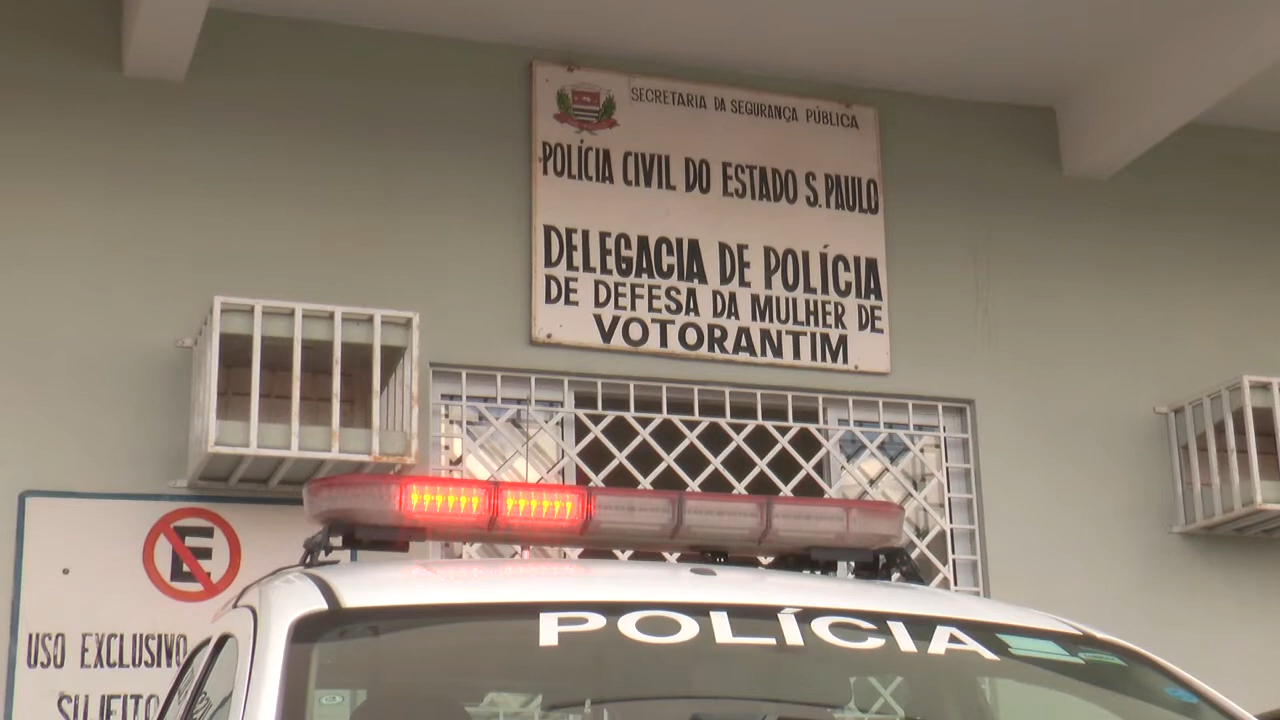 SECRETARIA DA SEGURANÇA PÚBLICA
POLÍCIA CIVIL DO ESTADO S. PAULO
DELEGACIA DE POLÍCIA
DE DEFESA DA MULHER DE
VOTORANTIM
E
USO EXCLUSIVO
SUJEITO
POLÍCIA